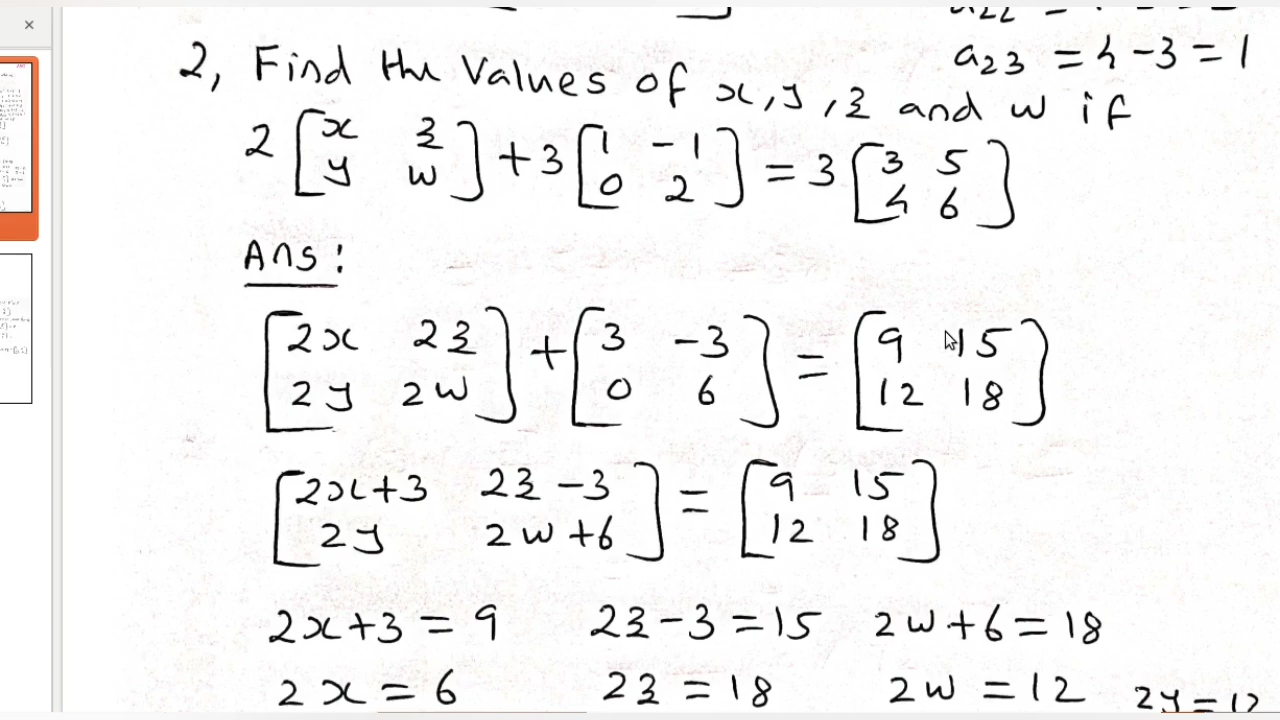 a₂₃ = 4 - 3 = 1
2, Find the values of x, y, z and w if
2 [x z; y w] + 3 [1 -1; 0 2] = 3 [3 5; 4 6]
Ans:
[2x 2z; 2y 2w] + [3 -3; 0 6] = [9 15; 12 18]
[2x+3 2z-3; 2y 2w+6] = [9 15; 12 18]
2x+3 = 9 2z-3 = 15 2w+6 = 18
2x = 6 2z = 18 2w = 12 2y = 12